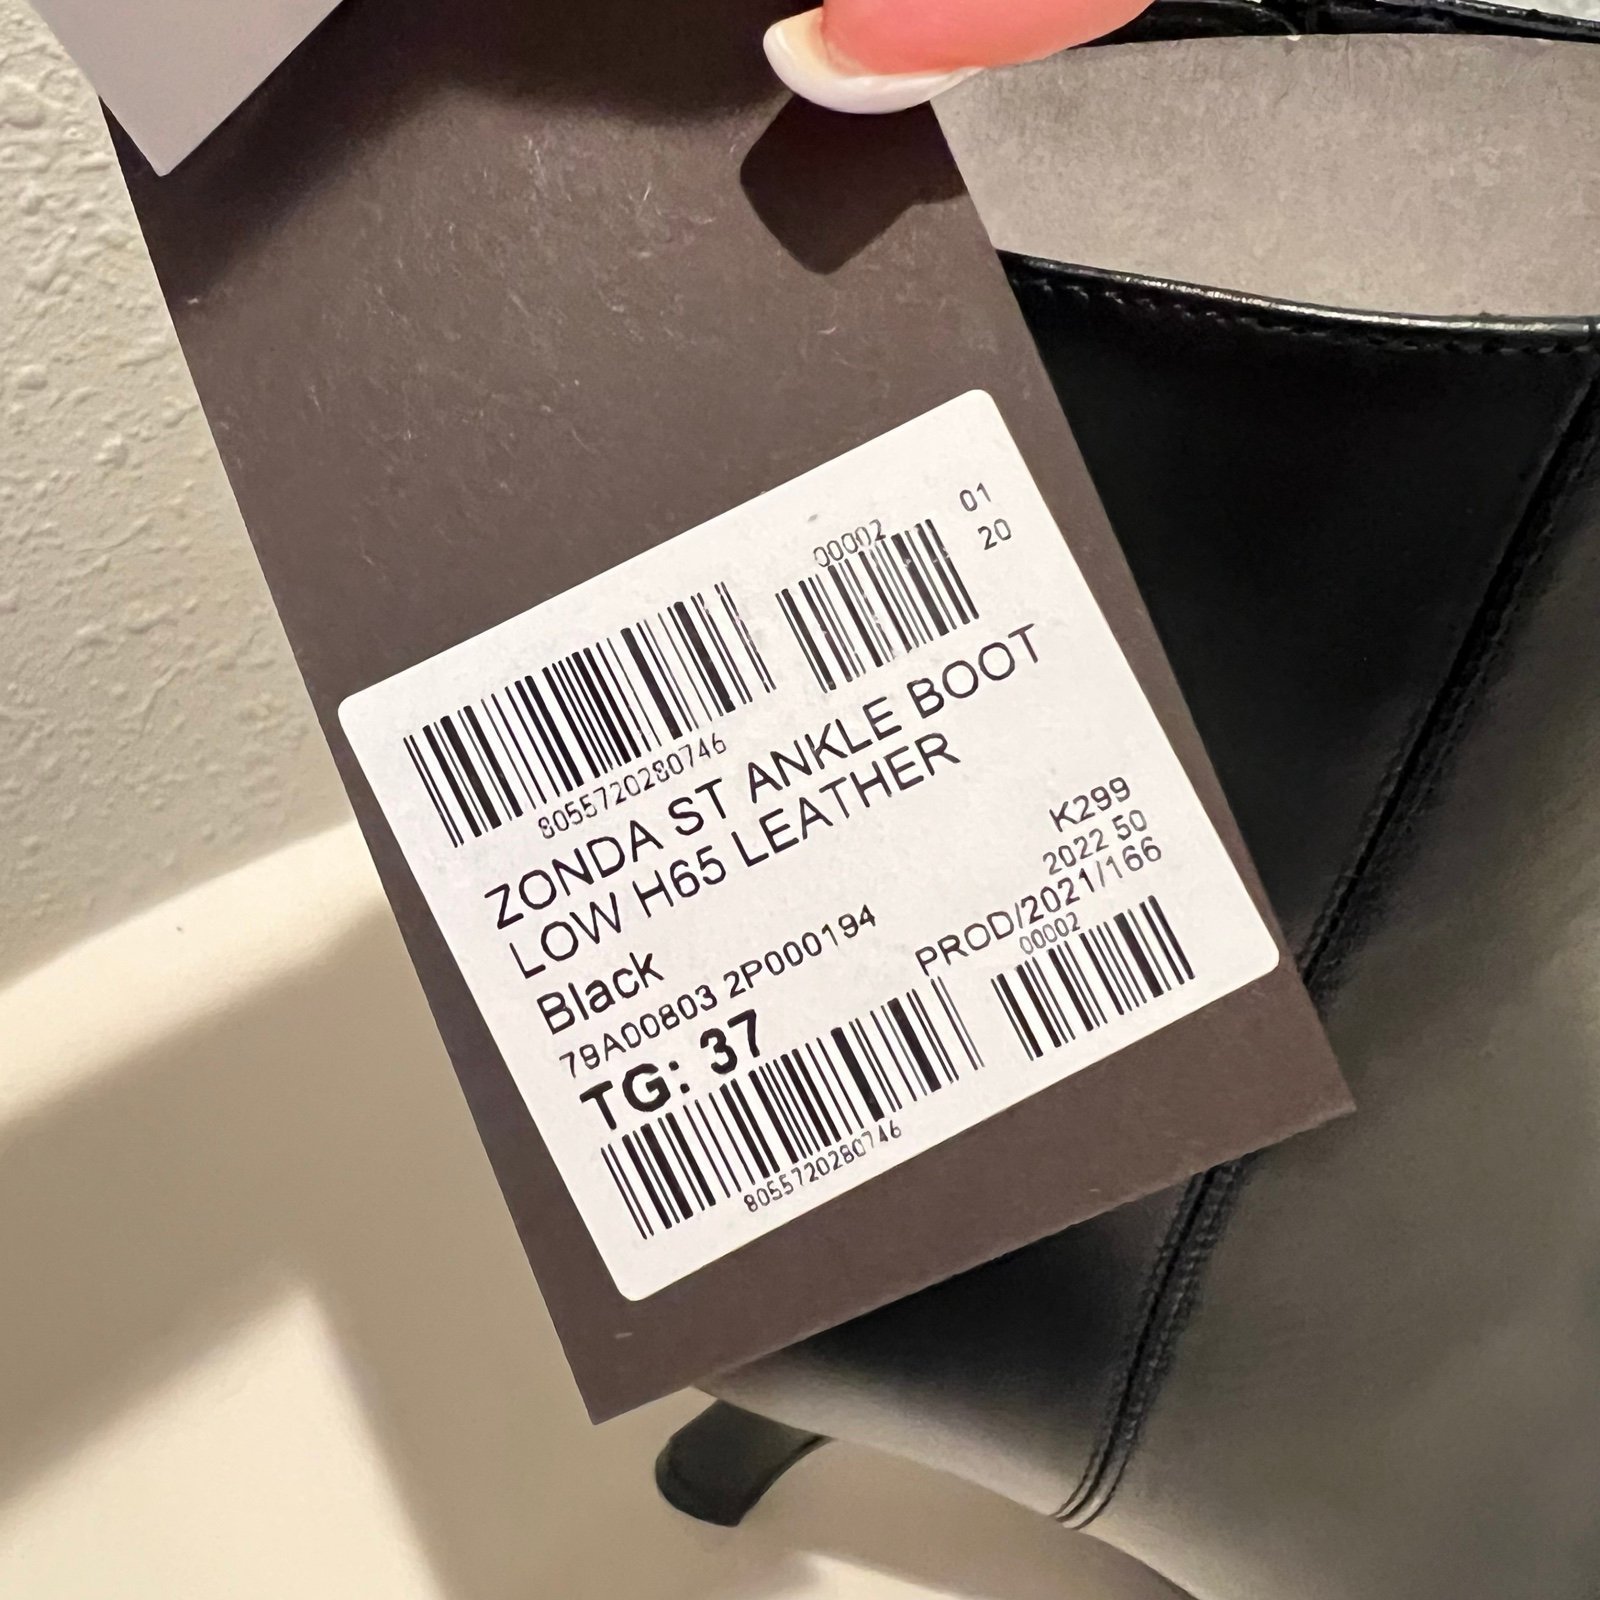 00002
01
20
8055720280746
ZONDA ST ANKLE BOOT
LOW H65 LEATHER
Black
K299
2022 50
79A00803 2P000194
PROD/2021/166
TG: 37
00002
8055720280746